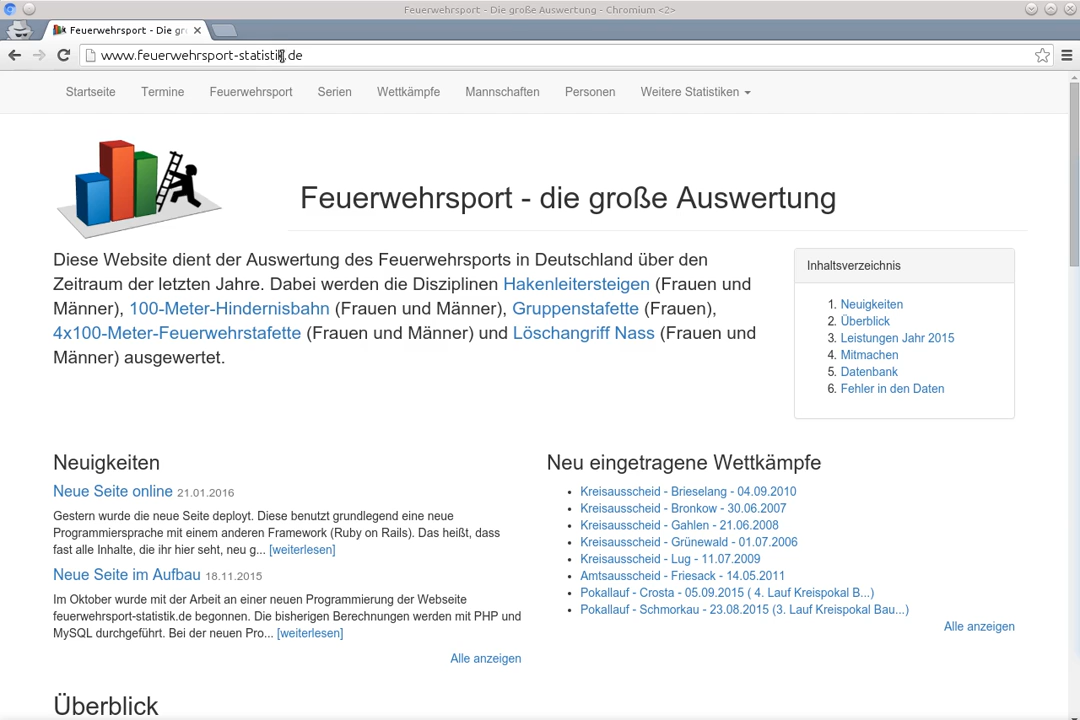 Feuerwehrsport - Die große Auswertung - Chromium <2>
Feuerwehrsport - Die gr
www.feuerwehrsport-statistik.de
Startseite Termine Feuerwehrsport Serien Wettkämpfe Mannschaften Personen Weitere Statistiken
Feuerwehrsport - die große Auswertung
Diese Website dient der Auswertung des Feuerwehrsports in Deutschland über den
Zeitraum der letzten Jahre. Dabei werden die Disziplinen Hakenleitersteigen (Frauen und
Männer), 100-Meter-Hindernisbahn (Frauen und Männer), Gruppenstafette (Frauen),
4x100-Meter-Feuerwehrstafette (Frauen und Männer) und Löschangriff Nass (Frauen und
Männer) ausgewertet.
Inhaltsverzeichnis
1. Neuigkeiten
2. Überblick
3. Leistungen Jahr 2015
4. Mitmachen
5. Datenbank
6. Fehler in den Daten
Neuigkeiten
Neue Seite online 21.01.2016
Gestern wurde die neue Seite deployt. Diese benutzt grundlegend eine neue
Programmiersprache mit einem anderen Framework (Ruby on Rails). Das heißt, dass
fast alle Inhalte, die ihr hier seht, neu g... [weiterlesen]
Neue Seite im Aufbau 18.11.2015
Im Oktober wurde mit der Arbeit an einer neuen Programmierung der Webseite
feuerwehrsport-statistik.de begonnen. Die bisherigen Berechnungen werden mit PHP und
MySQL durchgeführt. Bei der neuen Pro... [weiterlesen]
Alle anzeigen
Neu eingetragene Wettkämpfe
• Kreisausscheid - Brieselang - 04.09.2010
• Kreisausscheid - Bronkow - 30.06.2007
• Kreisausscheid - Gahlen - 21.06.2008
• Kreisausscheid - Grünewald - 01.07.2006
• Kreisausscheid - Lug - 11.07.2009
• Amtsausscheid - Friesack - 14.05.2011
• Pokallauf - Crosta - 05.09.2015 ( 4. Lauf Kreispokal B...)
• Pokallauf - Schmorkau - 23.08.2015 (3. Lauf Kreispokal Bau...)
Alle anzeigen
Überblick